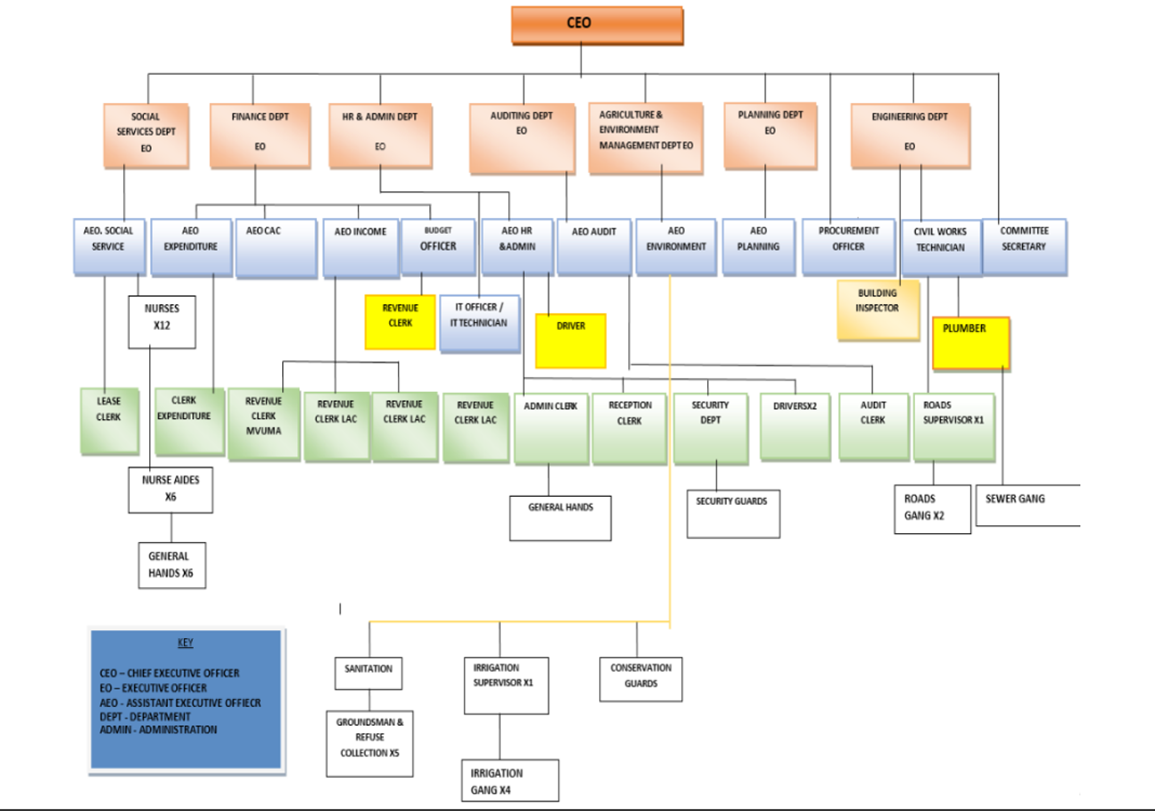 CEO
SOCIAL
SERVICES DEPT
EO
FINANCE DEPT
EO
HR & ADMIN DEPT
EO
AUDITING DEPT
EO
AGRICULTURE &
ENVIRONMENT
MANAGEMENT DEPT EO
PLANNING DEPT
EO
ENGINEERING DEPT
EO
AEO. SOCIAL
SERVICE
AEO
EXPENDITURE
AEO CAC
AEO INCOME
BUDGET
OFFICER
AEO HR
&ADMIN
AEO AUDIT
AEO
ENVIRONMENT
AEO
PLANNING
PROCUREMENT
OFFICER
CIVIL WORKS
TECHNICIAN
COMMITTEE
SECRETARY
NURSES
X12
REVENUE
CLERK
IT OFFICER /
IT TECHNICIAN
DRIVER
BUILDING
INSPECTOR
PLUMBER
LEASE
CLERK
CLERK
EXPENDITURE
REVENUE
CLERK
MVUMA
REVENUE
CLERK LAC
REVENUE
CLERK LAC
REVENUE
CLERK LAC
ADMIN CLERK
RECEPTION
CLERK
SECURITY
DEPT
DRIVERSX2
AUDIT
CLERK
ROADS
SUPERVISOR X1
NURSE AIDES
X6
GENERAL HANDS
SECURITY GUARDS
ROADS
GANG X2
SEWER GANG
GENERAL
HANDS X6
KEY
CEO – CHIEF EXECUTIVE OFFICER
EO – EXECUTIVE OFFICER
AEO - ASSISTANT EXECUTIVE OFFIECR
DEPT - DEPARTMENT
ADMIN - ADMINISTRATION
SANITATION
IRRIGATION
SUPERVISOR X1
CONSERVATION
GUARDS
GROUNDSMAN &
REFUSE
COLLECTION X5
IRRIGATION
GANG X4